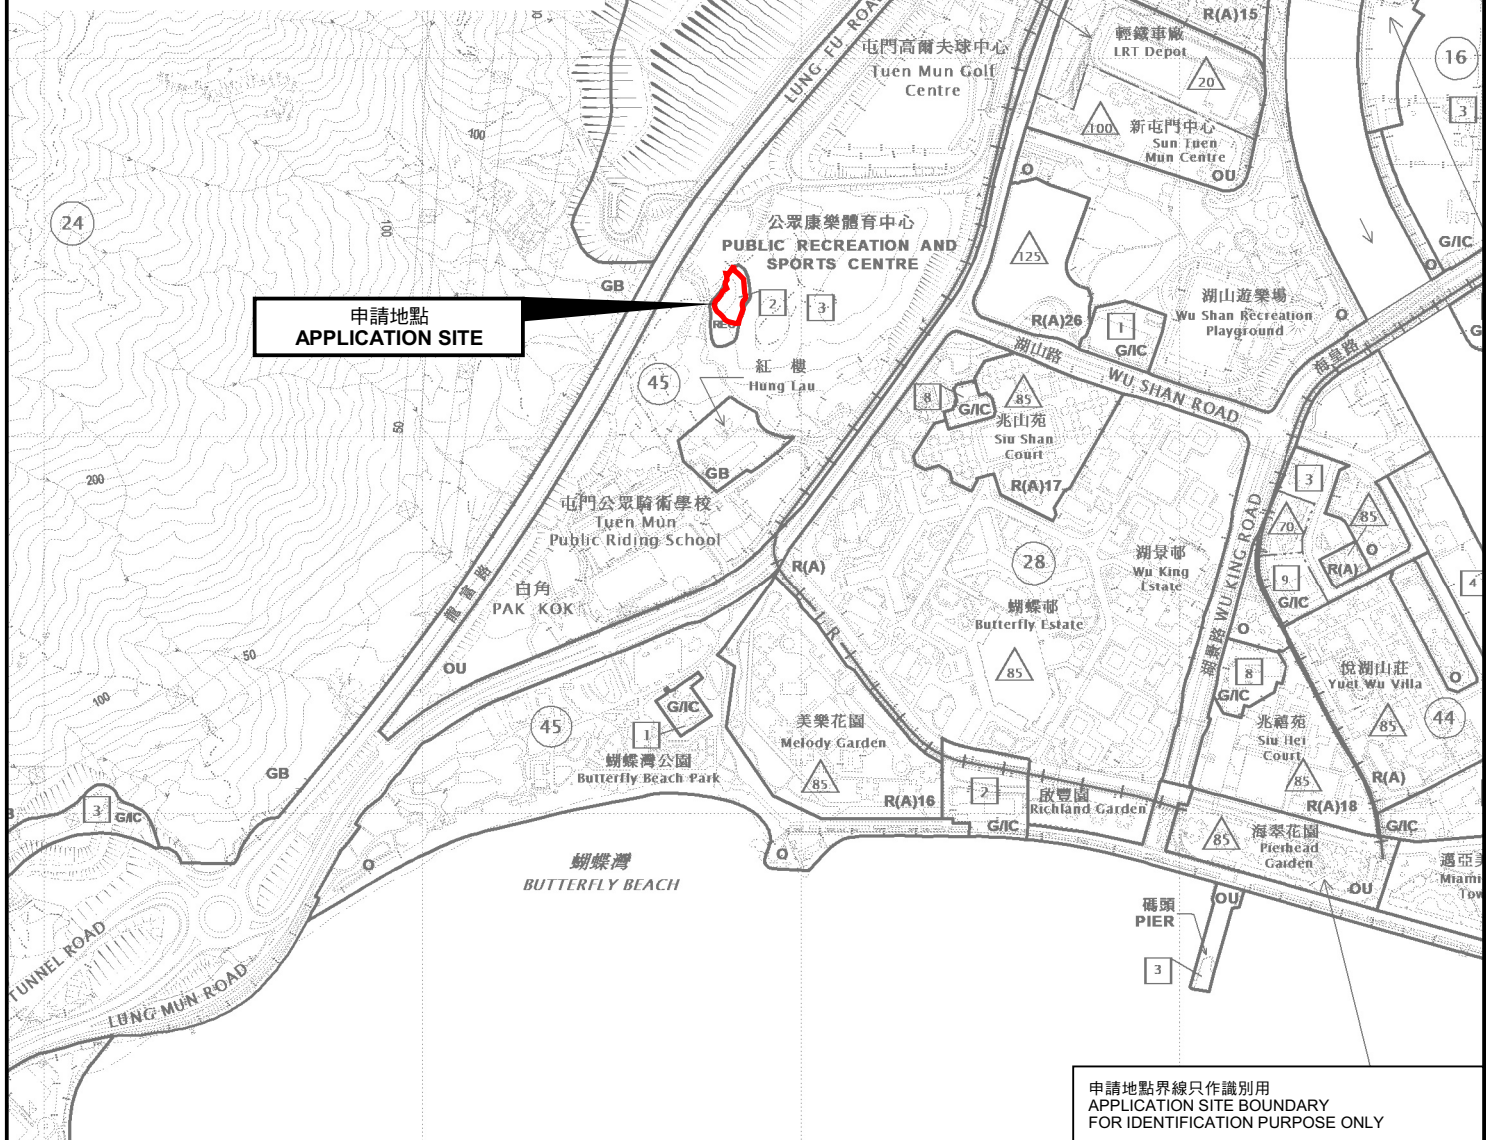 R(A)15
LUNG FU ROAD
屯門高爾夫球中心
Tuen Mun Golf
Centre
輕鐵車廠
LRT Depot
16
20
3
100
100
新屯門中心
Sun Tuen
Mun Centre
O
OU
24
100
公眾康樂體育中心
PUBLIC RECREATION AND
SPORTS CENTRE
125
G/IC
O
GB
申請地點
APPLICATION SITE
2
3
湖山遊樂場
Wu Shan Recreation
Playground
O
R(A)26
1
G/IC
湖山路
WU SHAN ROAD
海皇路
45
紅樓
Hung Lau
8
G/IC
85
兆山苑
Siu Shan
Court
R(A)17
50
GB
200
屯門公眾騎術學校
Tuen Mun
Public Riding School
3
70
85
O
R(A)
9
G/IC
4
湖景邨
Wu King
Estate
湖景路 WU KING ROAD
28
R(A)
白角
PAK KOK
龍富路
蝴蝶邨
Butterfly Estate
85
L R
O
50
OU
8
G/IC
悅湖山莊
Yuet Wu Villa
O
85
44
100
G/IC
45
1
蝴蝶灣公園
Butterfly Beach Park
美樂花園
Melody Garden
85
兆禧苑
Siu Hei
Court
85
R(A)
R(A)18
GB
3
G/IC
R(A)16
2
G/IC
啟豐園
Richland Garden
85
海翠花園
Pierhead
Garden
G/IC
O
O
蝴蝶灣
BUTTERFLY BEACH
OU
OU
碼頭
PIER
3
Miami
TUNNEL ROAD
LUNG MUN ROAD
申請地點界線只作識別用
APPLICATION SITE BOUNDARY
FOR IDENTIFICATION PURPOSE ONLY